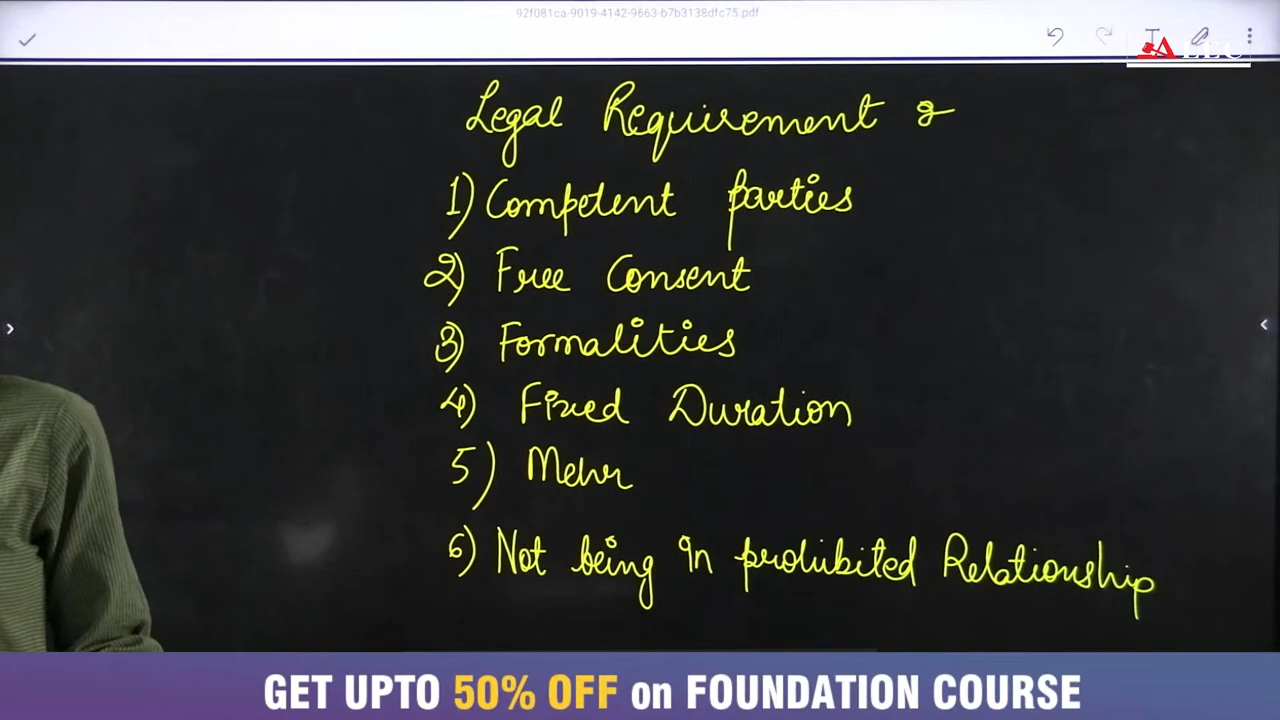 92f081ca-9019-4142-9663-b7b3138dfc75.pdf
LEC
Legal Requirement :
1) Competent parties
2) Free Consent
3) Formalities
4) Fixed Duration
5) Mehr
6) Not being in prohibited Relationship
GET UPTO 50% OFF on FOUNDATION COURSE